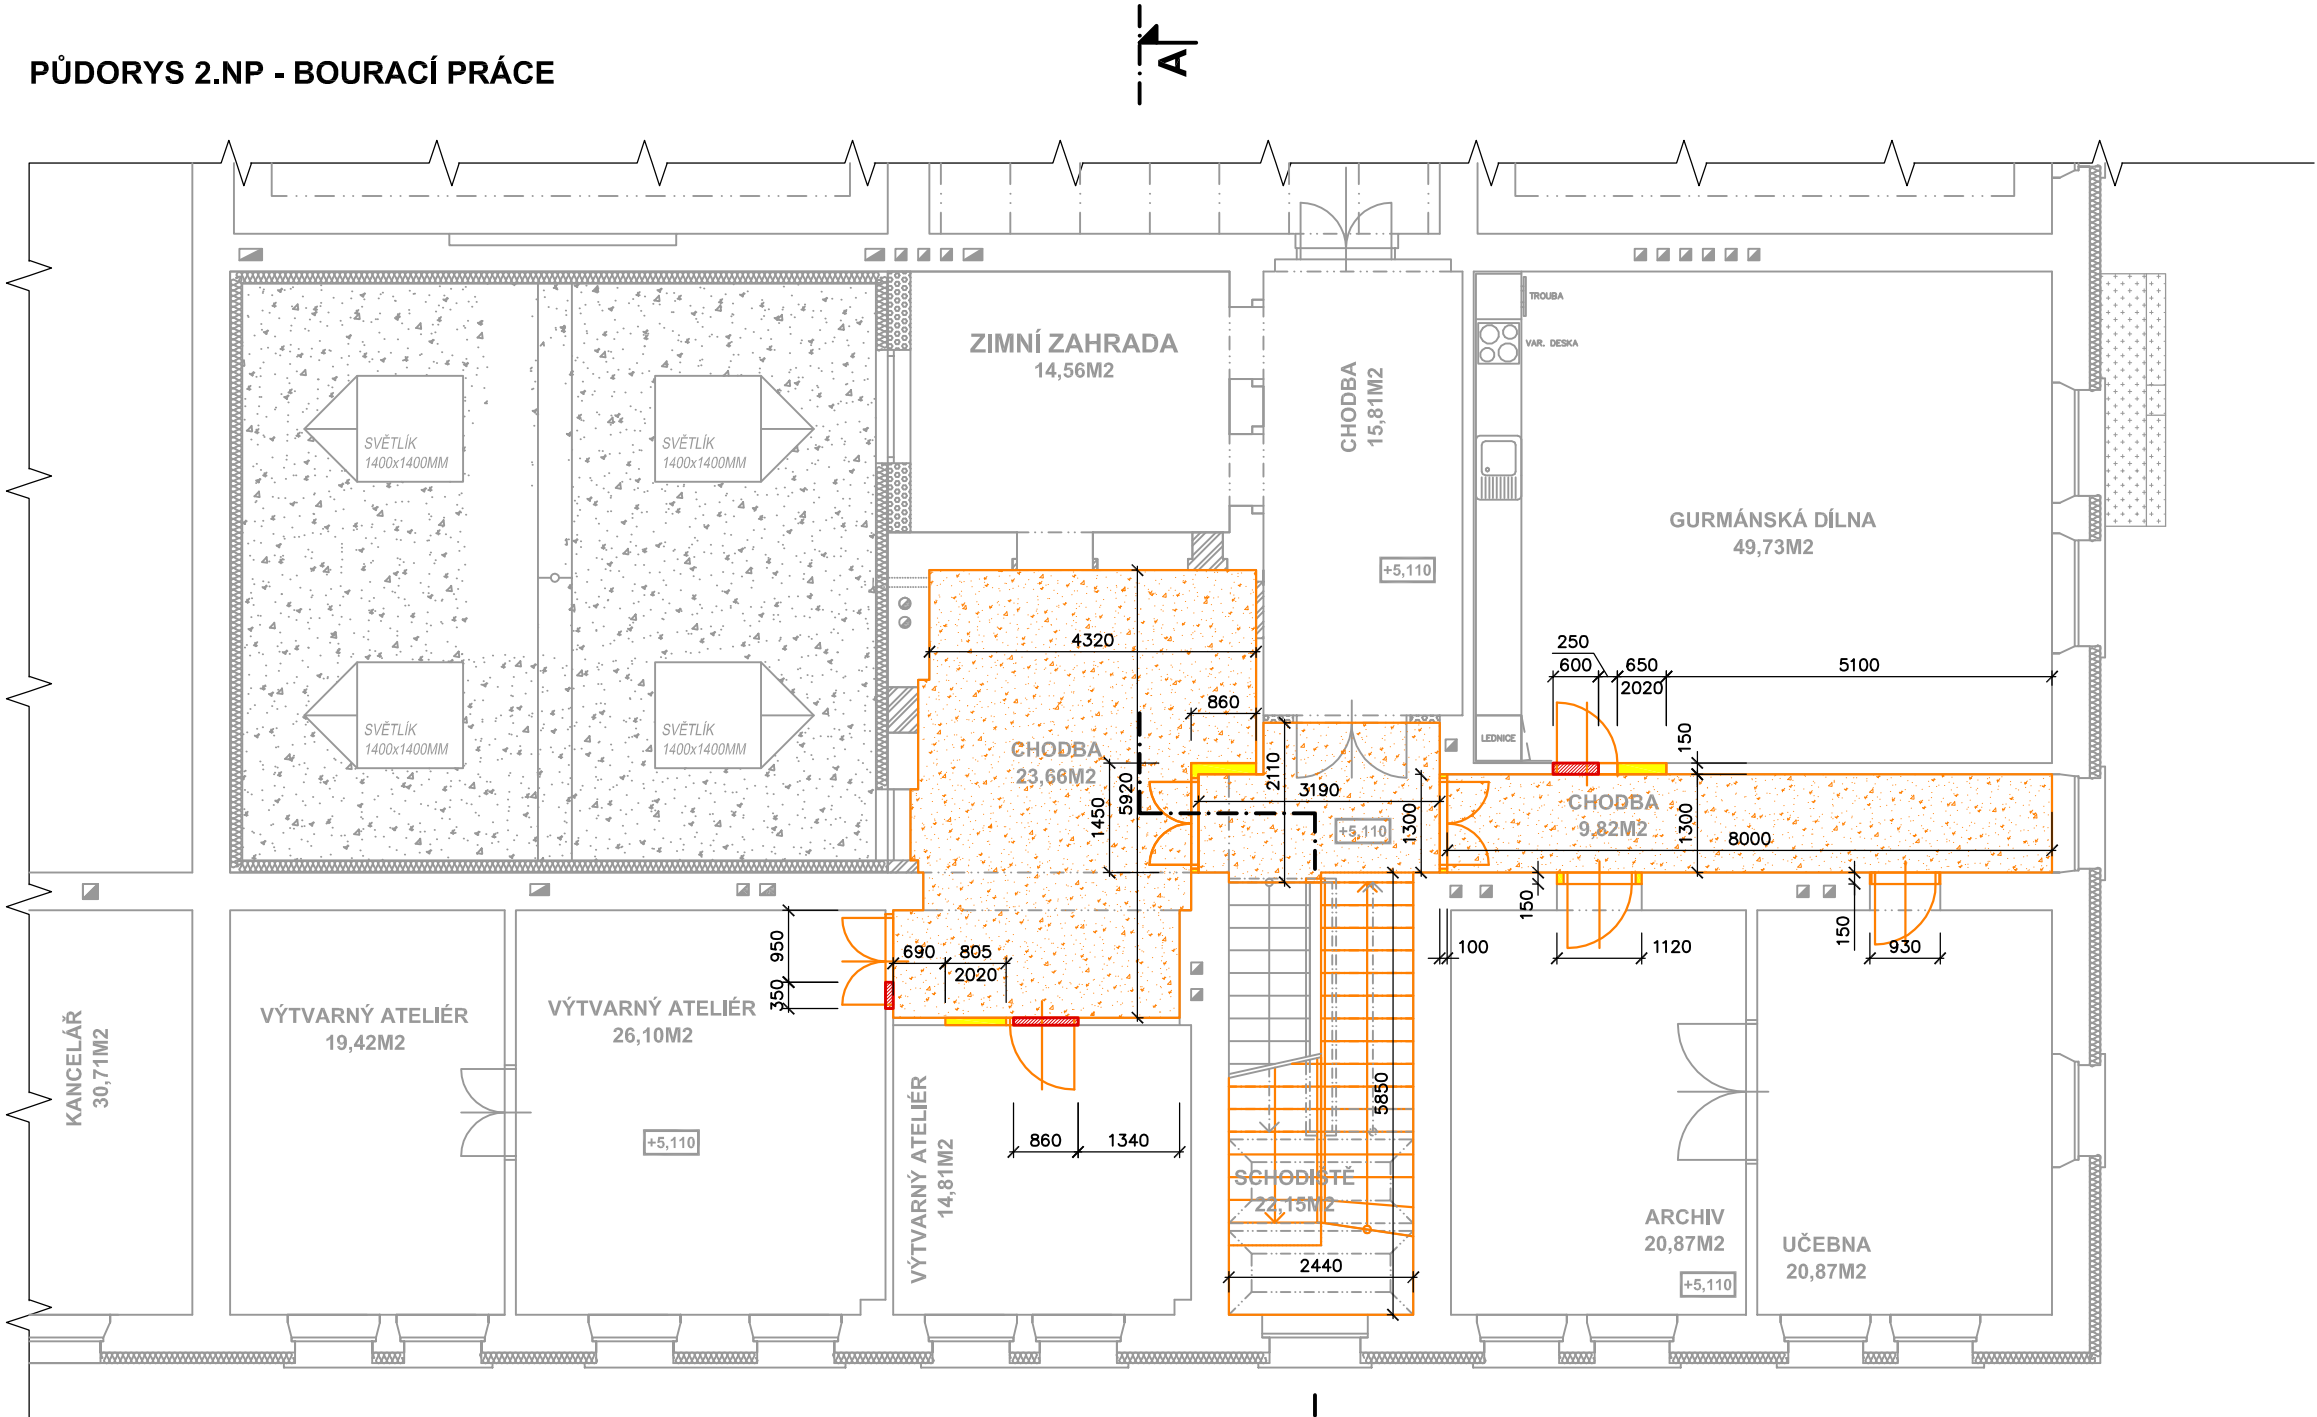 PŮDORYS 2.NP - BOURACÍ PRÁCE
A
TROUBA
VAR. DESKA
ZIMNÍ ZAHRADA
14,56M2
CHODBA
15,81M2
SVĚTLÍK
1400x1400MM
SVĚTLÍK
1400x1400MM
GURMÁNSKÁ DÍLNA
49,73M2
+5,110
4320
250
600
650
2020
5100
860
SVĚTLÍK
1400x1400MM
SVĚTLÍK
1400x1400MM
LEDNICE
150
CHODBA
23,66M2
2110
5920
1450
3190
1300
+5,110
CHODBA
9,82M2
1300
8000
150
150
950
350
690
805
2020
100
1120
930
KANCELÁŘ
30,71M2
VÝTVARNÝ ATELIÉR
19,42M2
VÝTVARNÝ ATELIÉR
26,10M2
+5,110
VÝTVARNÝ ATELIÉR
14,81M2
860
1340
5850
SCHODIŠTĚ
22,15M2
2440
ARCHIV
20,87M2
+5,110
UČEBNA
20,87M2